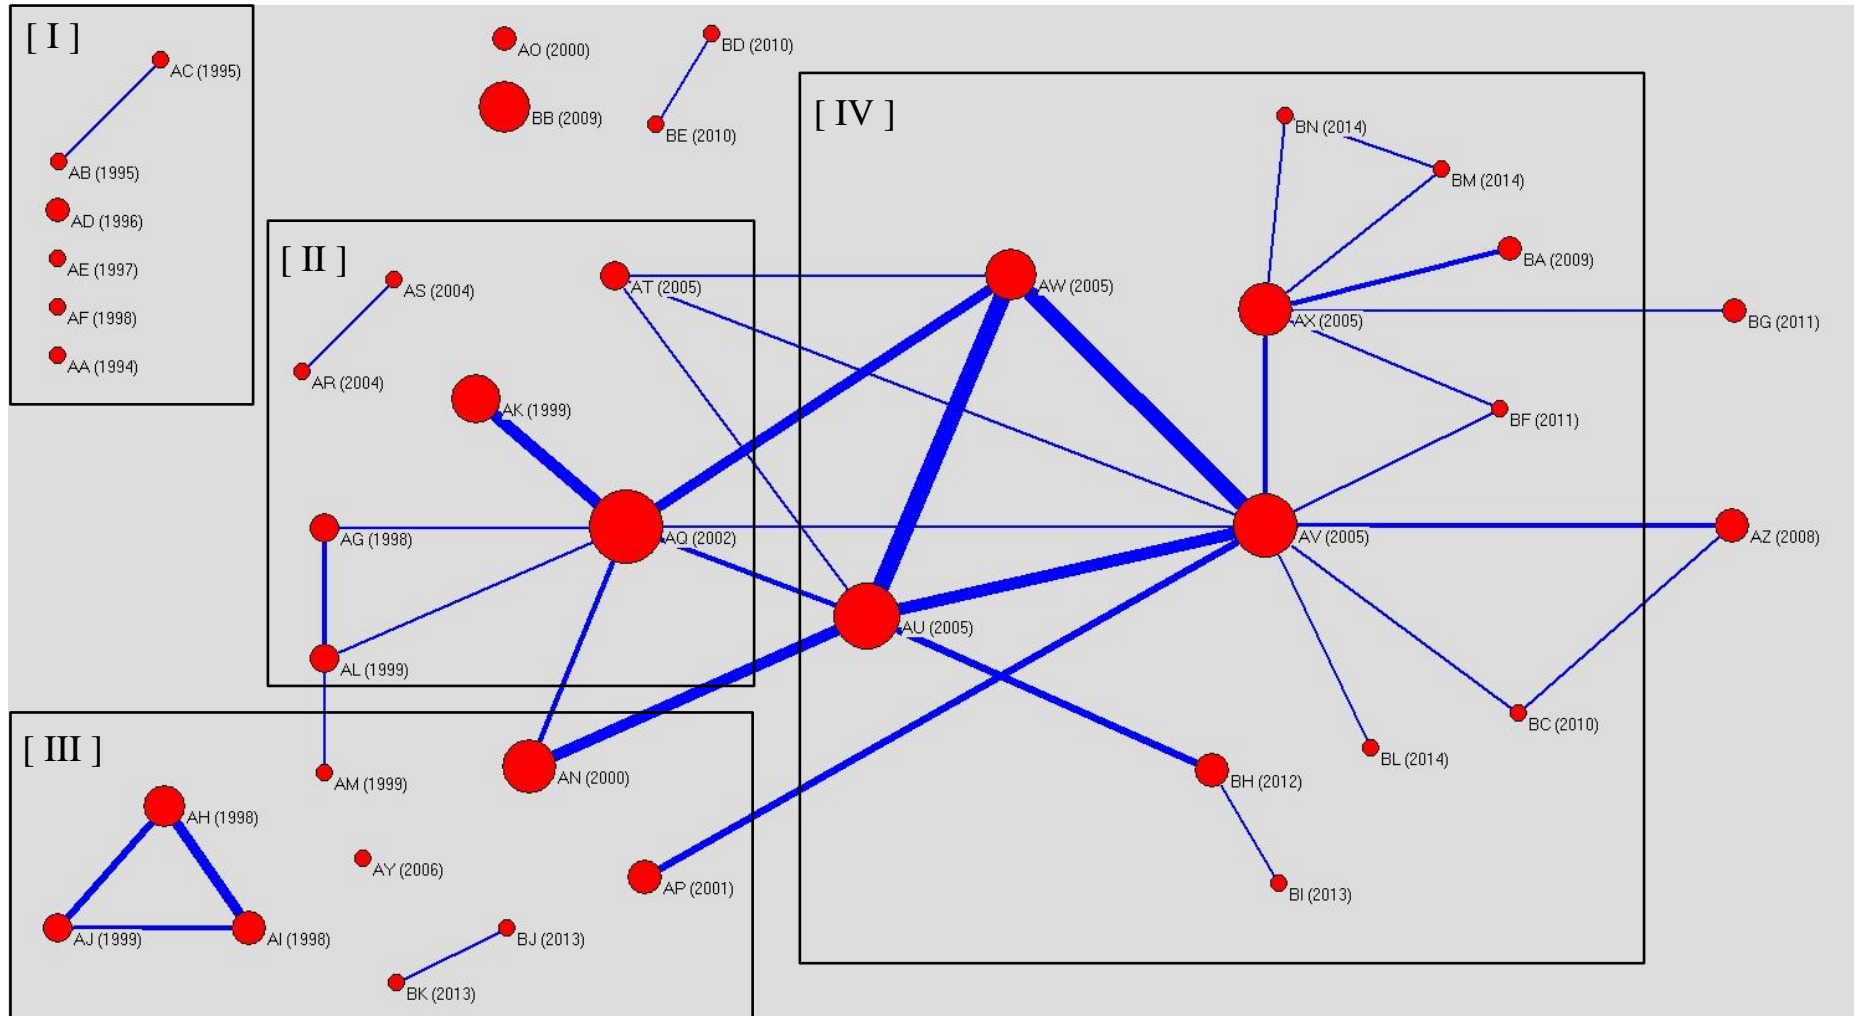 [ I ]
AC (1995)
AB (1995)
AD (1996)
AE (1997)
AF (1998)
AA (1994)
AO (2000)
BB (2009)
BD (2010)
BE (2010)
[ II ]
AS (2004)
AT (2005)
AR (2004)
AK (1999)
AG (1998)
AQ (2002)
AL (1999)
[ III ]
AM (1999)
AN (2000)
AH (1998)
AY (2006)
AP (2001)
AJ (1999)
AI (1998)
BJ (2013)
BK (2013)
[ IV ]
BN (2014)
BM (2014)
BA (2009)
AW (2005)
AX (2005)
BF (2011)
AV (2005)
AU (2005)
BC (2010)
BL (2014)
BH (2012)
BI (2013)
BG (2011)
AZ (2008)